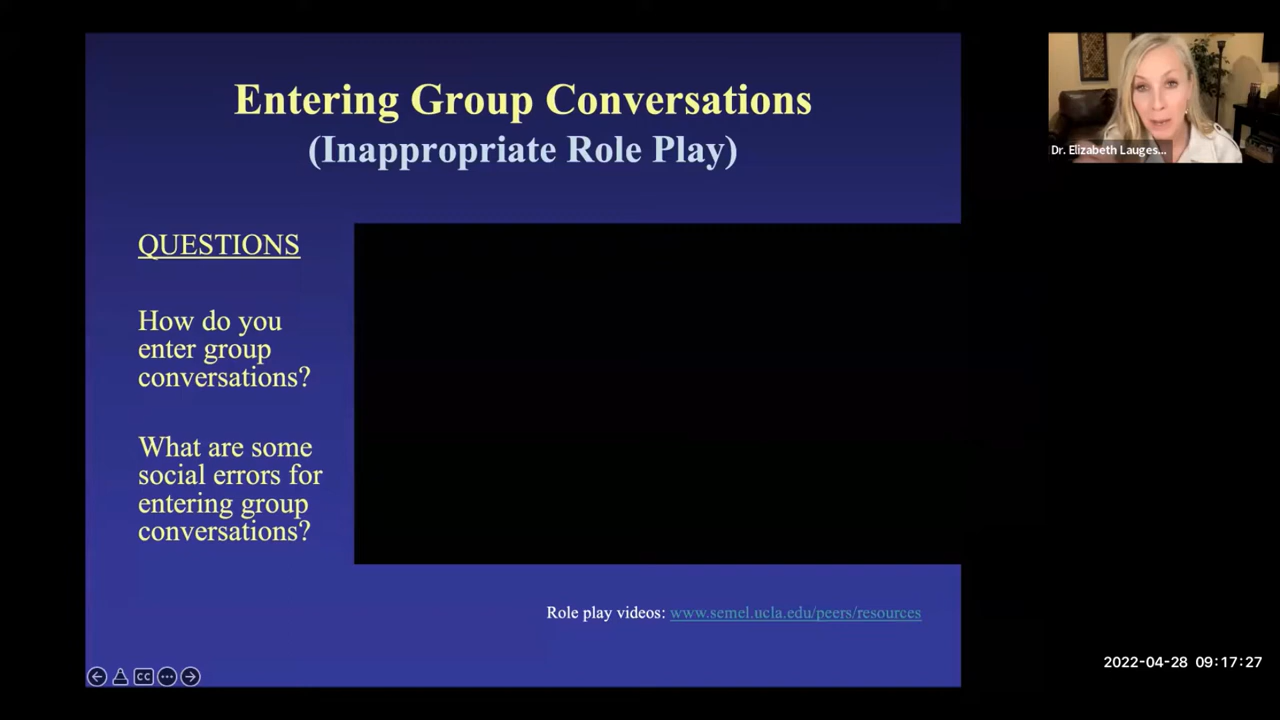 Entering Group Conversations
(Inappropriate Role Play)
QUESTIONS
How do you
enter group
conversations?
What are some
social errors for
entering group
conversations?
Role play videos: www.semel.ucla.edu/peers/resources
CC
Dr. Elizabeth Lauges...
2022-04-28 09:17:27